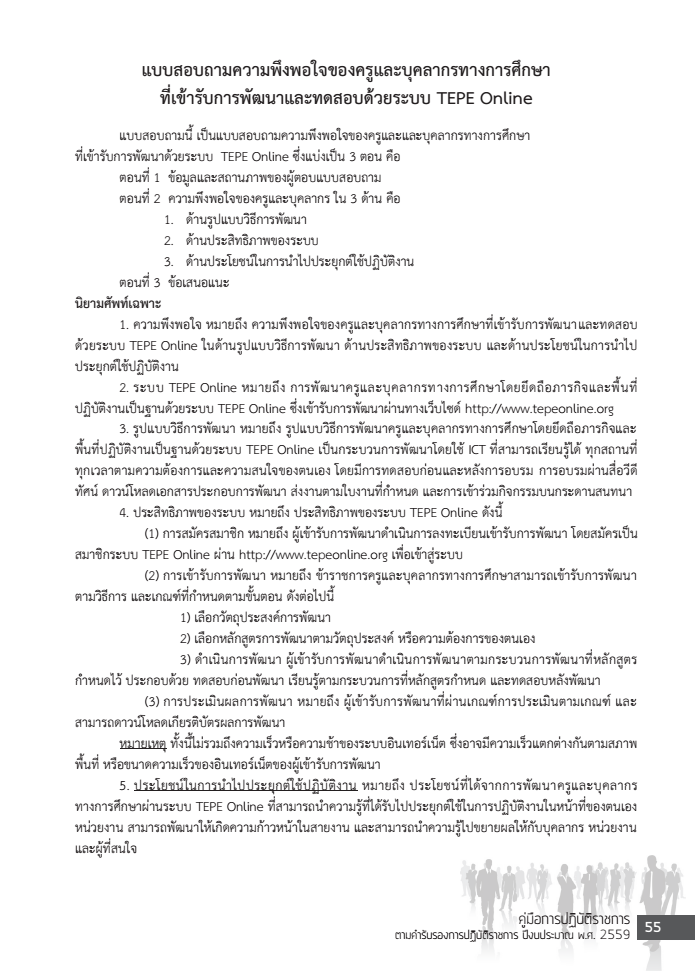 แบบสอบถามความพึงพอใจของครูและบุคลากรทางการศึกษา
ที่เข้ารับการพัฒนาและทดสอบด้วยระบบ TEPE Online
แบบสอบถามนี้ เป็นแบบสอบถามความพึงพอใจของครูและและบุคลากรทางการศึกษา
ที่เข้ารับการพัฒนาด้วยระบบ TEPE Online ซึ่งแบ่งเป็น 3 ตอน คือ
ตอนที่ 1 ข้อมูลและสถานภาพของผู้ตอบแบบสอบถาม
ตอนที่ 2 ความพึงพอใจของครูและบุคลากร ใน 3 ด้าน คือ
1. ด้านรูปแบบวิธีการพัฒนา
2. ด้านประสิทธิภาพของระบบ
3. ด้านประโยชน์ในการนำไปประยุกต์ใช้ปฏิบัติงาน
ตอนที่ 3 ข้อเสนอแนะ
นิยามศัพท์เฉพาะ
1. ความพึงพอใจ หมายถึง ความพึงพอใจของครูและบุคลากรทางการศึกษาที่เข้ารับการพัฒนาและทดสอบ
ด้วยระบบ TEPE Online ในด้านรูปแบบวิธีการพัฒนา ด้านประสิทธิภาพของระบบ และด้านประโยชน์ในการนำไป
ประยุกต์ใช้ปฏิบัติงาน
2. ระบบ TEPE Online หมายถึง การพัฒนาครูและบุคลากรทางการศึกษาโดยยึดถือภารกิจและพื้นที่
ปฏิบัติงานเป็นฐานด้วยระบบ TEPE Online ซึ่งเข้ารับการพัฒนาผ่านทางเว็บไซด์ http://www.tepeonline.org
3. รูปแบบวิธีการพัฒนา หมายถึง รูปแบบวิธีการพัฒนาครูและบุคลากรทางการศึกษาโดยยึดถือภารกิจและ
พื้นที่ปฏิบัติงานเป็นฐานด้วยระบบ TEPE Online เป็นกระบวนการพัฒนาโดยใช้ ICT ที่สามารถเรียนรู้ได้ ทุกสถานที่
ทุกเวลาตามความต้องการและความสนใจของตนเอง โดยมีการทดสอบก่อนและหลังการอบรม การอบรมผ่านสื่อวีดี
ทัศน์ ดาวน์โหลดเอกสารประกอบการพัฒนา ส่งงานตามใบงานที่กำหนด และการเข้าร่วมกิจกรรมบนกระดานสนทนา
4. ประสิทธิภาพของระบบ หมายถึง ประสิทธิภาพของระบบ TEPE Online ดังนี้
(1) การสมัครสมาชิก หมายถึง ผู้เข้ารับการพัฒนาดำเนินการลงทะเบียนเข้ารับการพัฒนา โดยสมัครเป็น
สมาชิกระบบ TEPE Online ผ่าน http://www.tepeonline.org เพื่อเข้าสู่ระบบ
(2) การเข้ารับการพัฒนา หมายถึง ข้าราชการครูและบุคลากรทางการศึกษาสามารถเข้ารับการพัฒนา
ตามวิธีการ และเกณฑ์ที่กำหนดตามขั้นตอน ดังต่อไปนี้
1) เลือกวัตถุประสงค์การพัฒนา
2) เลือกหลักสูตรการพัฒนาตามวัตถุประสงค์ หรือความต้องการของตนเอง
3) ดำเนินการพัฒนา ผู้เข้ารับการพัฒนาดำเนินการพัฒนาตามกระบวนการพัฒนาที่หลักสูตร
กำหนดไว้ ประกอบด้วย ทดสอบก่อนพัฒนา เรียนรู้ตามกระบวนการที่หลักสูตรกำหนด และทดสอบหลังพัฒนา
(3) การประเมินผลการพัฒนา หมายถึง ผู้เข้ารับการพัฒนาที่ผ่านเกณฑ์การประเมินตามเกณฑ์ และ
สามารถดาวน์โหลดเกียรติบัตรผลการพัฒนา
หมายเหตุ ทั้งนี้ไม่รวมถึงความเร็วหรือความช้าของระบบอินเทอร์เน็ต ซึ่งอาจมีความเร็วแตกต่างกันตามสภาพ
พื้นที่ หรือขนาดความเร็วของอินเทอร์เน็ตของผู้เข้ารับการพัฒนา
5. ประโยชน์ในการนำไปประยุกต์ใช้ปฏิบัติงาน หมายถึง ประโยชน์ที่ได้จากการพัฒนาครูและบุคลากร
ทางการศึกษาผ่านระบบ TEPE Online ที่สามารถนำความรู้ที่ได้รับไปประยุกต์ใช้ในการปฏิบัติงานในหน้าที่ของตนเอง
หน่วยงาน สามารถพัฒนาให้เกิดความก้าวหน้าในสายงาน และสามารถนำความรู้ไปขยายผลให้กับบุคลากร หน่วยงาน
และผู้ที่สนใจ
คู่มือการปฏิบัติราชการ
ตามคำรับรองการปฏิบัติราชการ ปีงบประมาณ พ.ศ. 2559
55